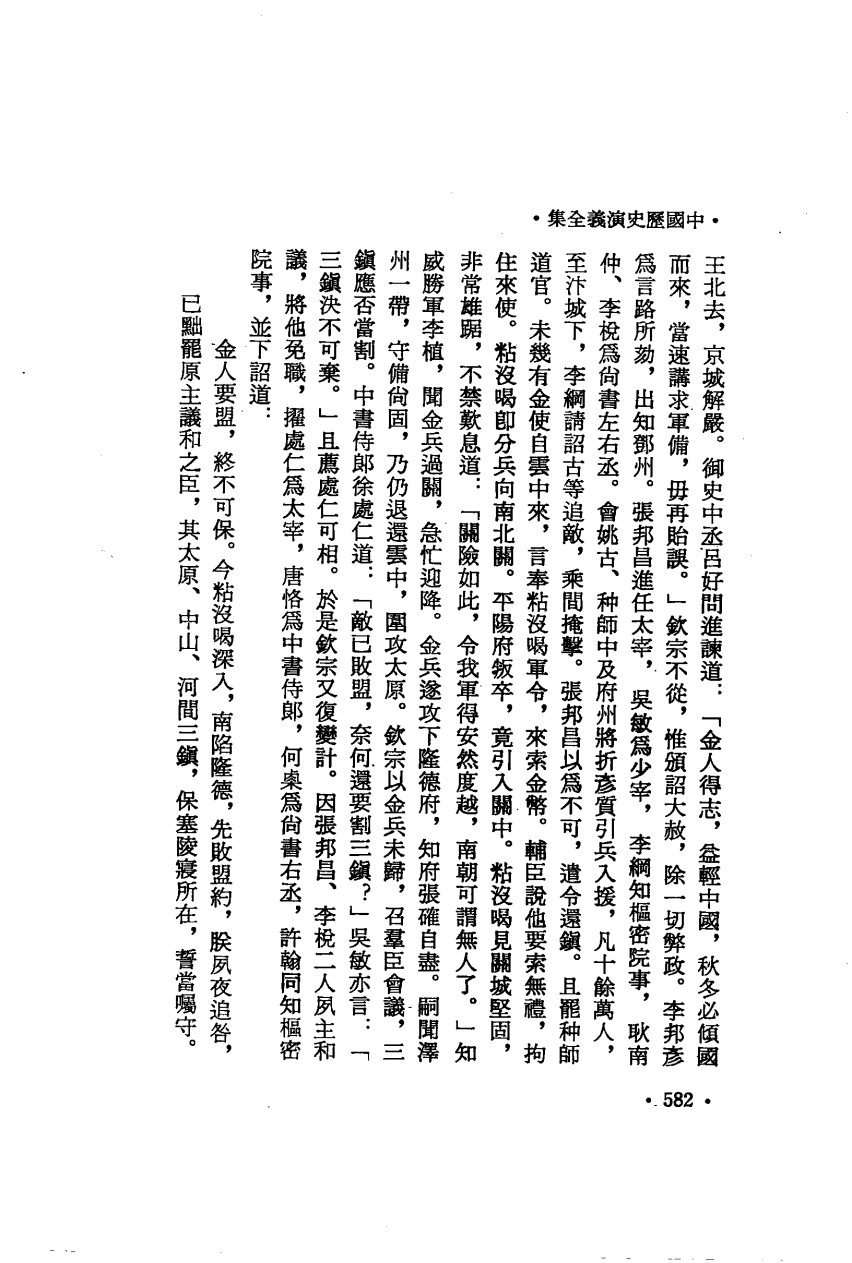 ·中國歷史演義全集·
王北去，京城解嚴。御史中丞呂好問進諫道：「金人得志，益輕中國，秋冬必傾國
而來，當速講求軍備，毋再貽誤。」欽宗不從，惟頒詔大赦，除一切弊政。李邦彥
爲言路所劾，出知鄧州。張邦昌進任太宰，吳敏爲少宰，李綱知樞密院事，耿南
仲、李梲爲尚書左右丞。會姚古、种師中及府州將折彥質引兵入援，凡十餘萬人，
至汴城下，李綱請詔古等追敵，乘間掩擊。張邦昌以爲不可，遣令還鎮。且罷种師
道官。未幾有金使自雲中來，言奉粘沒喝軍令，來索金幣。輔臣說他要索無禮，拘
住來使。粘沒喝卽分兵向南北關。平陽府叛卒，竟引入關中。粘沒喝見關城堅固，
非常雄踞，不禁歎息道：「關險如此，令我軍得安然度越，南朝可謂無人了。」知
威勝軍李植，聞金兵過關，急忙迎降。金兵遂攻下隆德府，知府張確自盡。嗣聞澤
州一帶，守備尚固，乃仍退還雲中，圍攻太原。欽宗以金兵未歸，召羣臣會議，三
鎮應否當割。中書侍郞徐處仁道：「敵已敗盟，奈何還要割三鎮？」吳敏亦言：「
三鎮決不可棄。」且薦處仁可相。於是欽宗又復變計。因張邦昌、李梲二人夙主和
議，將他免職，擢處仁爲太宰，唐恪爲中書侍郞，何㮚爲尚書右丞，許翰同知樞密
院事，並下詔道：
金人要盟，終不可保。今粘沒喝深入，南陷隆德，先敗盟約，朕夙夜追咎，
已黜罷原主議和之臣，其太原、中山、河間三鎮，保塞陵寢所在，誓當囑守。
·582·